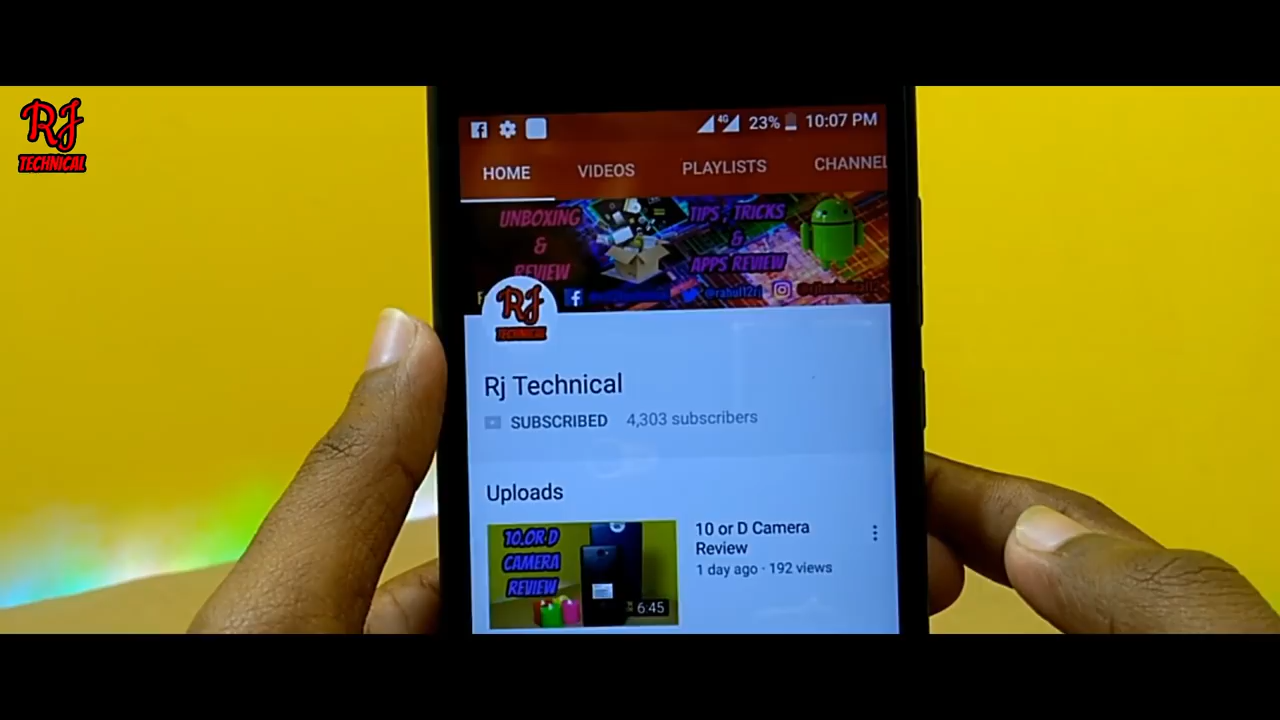 RJ
TECHNICAL
4G 23% 10:07 PM
HOME VIDEOS PLAYLISTS CHANNEL
UNBOXING
&
REVIEW
TIPS, TRICKS
&
APPS REVIEW
@rahul12rj
RJ
TECHNICAL
Rj Technical
SUBSCRIBED 4,303 subscribers
Uploads
10.OR D
CAMERA
REVIEW
6:45
10 or D Camera
Review
1 day ago · 192 views